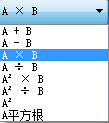 A × B
A + B
A - B
A × B
A ÷ B
A² × B
A² ÷ B
A²
A平方根